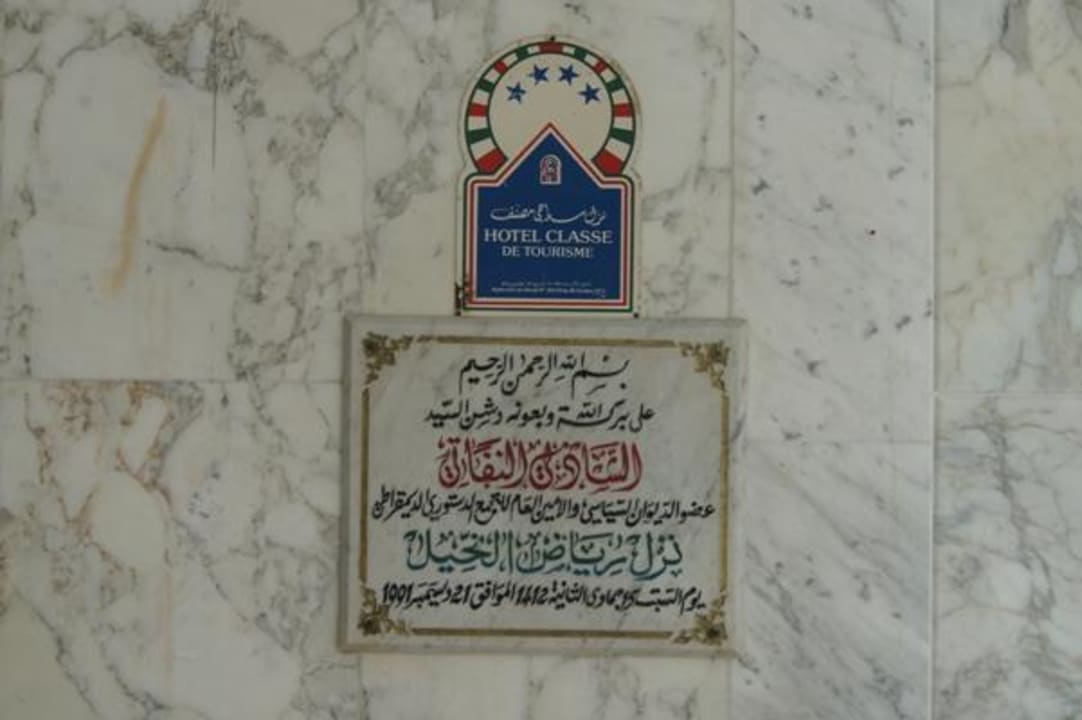 نزل سياحي مصنف
HOTEL CLASSE
DE TOURISME
بسم الله الرحمن الرحيم
على بركة الله وبعونه دشن السيد
الشاذلي النفاتي
عضو الديوان السياسي والأمين العام للتجمع الدستوري الديمقراطي
نزل رياض النخيل
يوم السبت جمادى الثانية 1412 الموافق 21 ديسمبر 1991